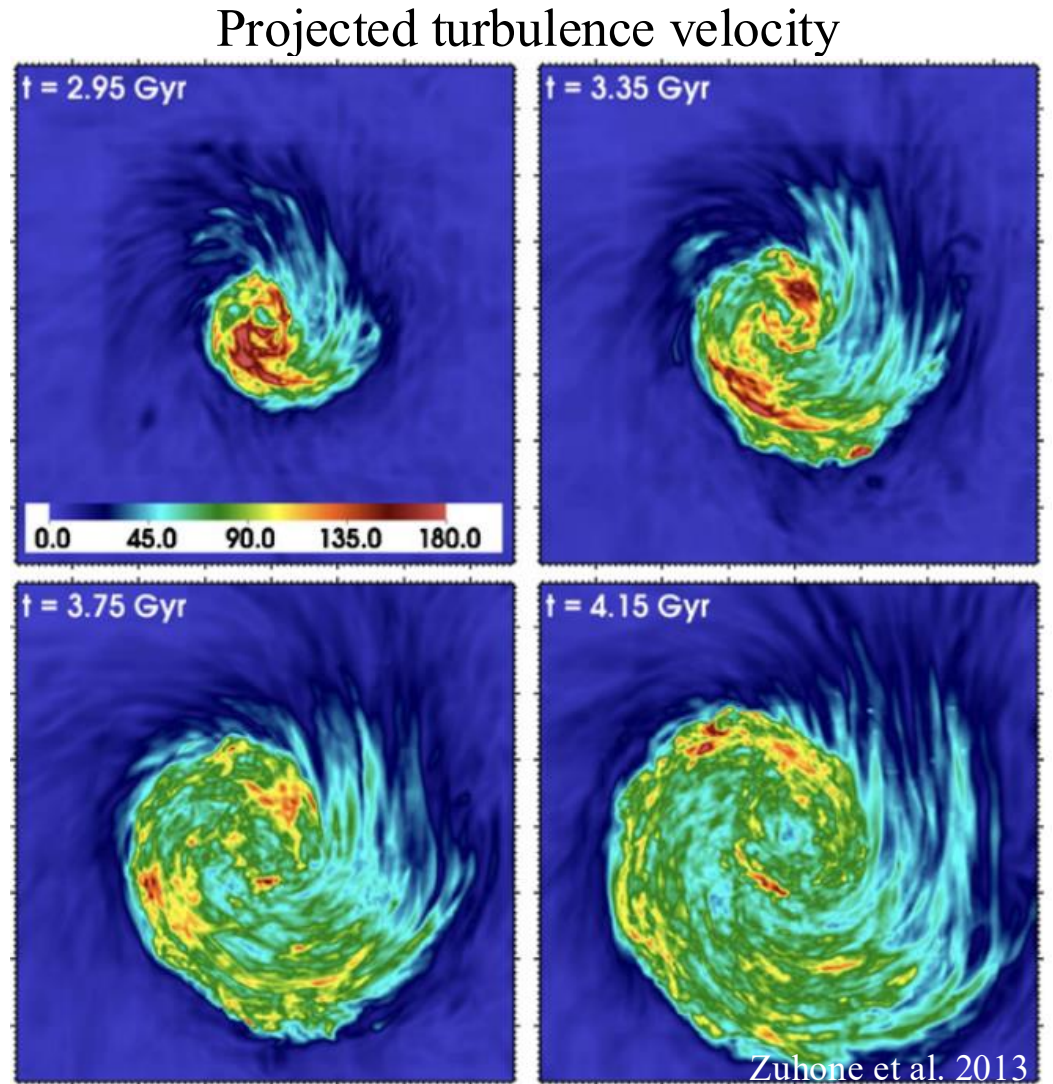 Projected turbulence velocity
t = 2.95 Gyr
t = 3.35 Gyr
0.0 45.0 90.0 135.0 180.0
t = 3.75 Gyr
t = 4.15 Gyr
Zuhone et al. 2013